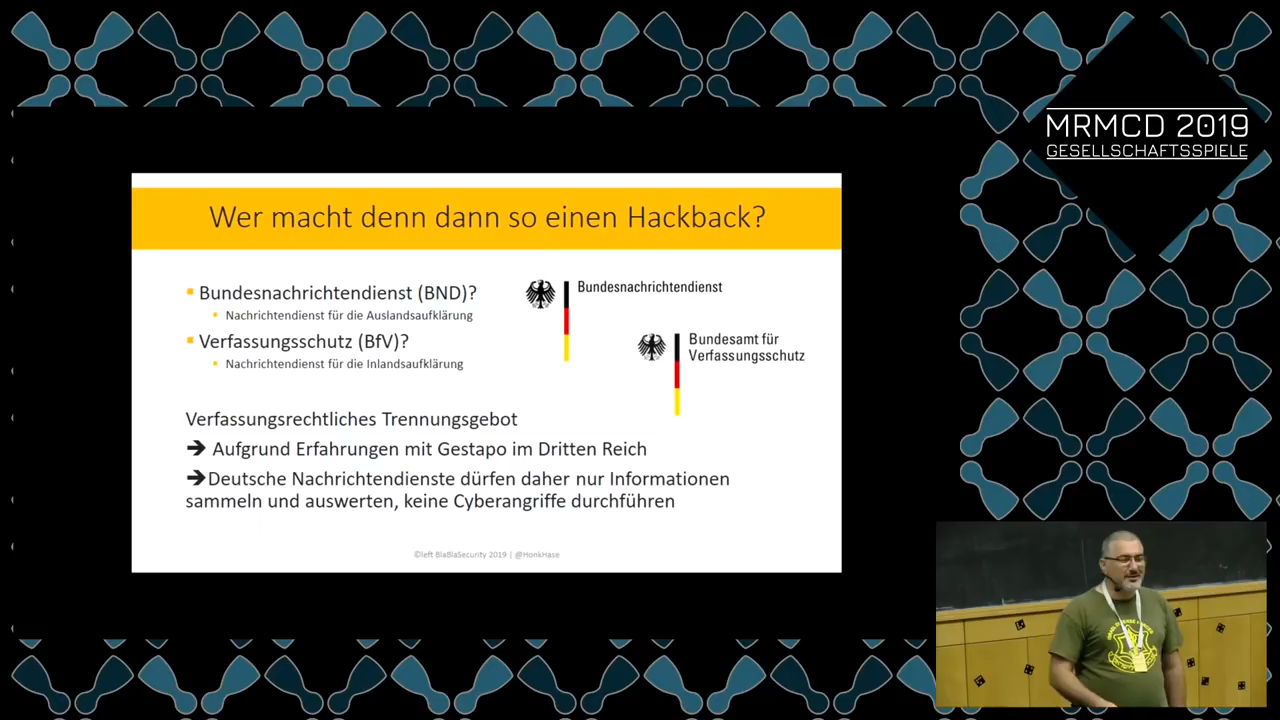 MRMCD 2019
GESELLSCHAFTSSPIELE
Wer macht denn dann so einen Hackback?
Bundesnachrichtendienst (BND)?
Nachrichtendienst für die Auslandsaufklärung
Verfassungsschutz (BfV)?
Nachrichtendienst für die Inlandsaufklärung
Bundesnachrichtendienst
Bundesamt für
Verfassungsschutz
Verfassungsrechtliches Trennungsgebot
➔ Aufgrund Erfahrungen mit Gestapo im Dritten Reich
➔Deutsche Nachrichtendienste dürfen daher nur Informationen
sammeln und auswerten, keine Cyberangriffe durchführen
©left BlaBlaSecurity 2019 | @HonkHase